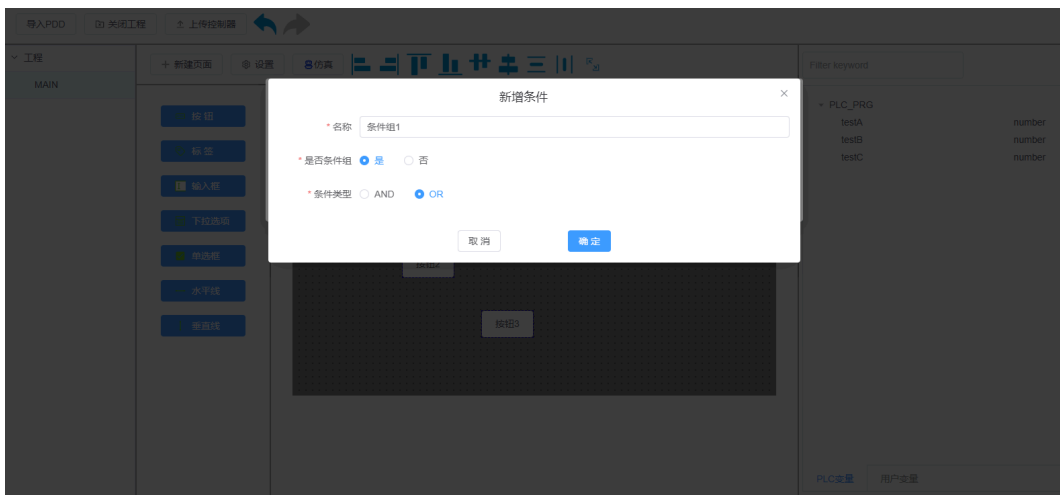 导入PDO 关闭工程 上传控制器
工程
MAIN
新建页面 设置 仿真
Filter keyword
按钮
标签
输入框
下拉选项
单选框
水平线
垂直线
新增条件
* 名称 条件组1
* 是否条件组 是 否
* 条件类型 AND OR
取消 确定
按钮2
按钮3
PLC_PRG
testA number
testB number
testC number
PLC变量 用户变量